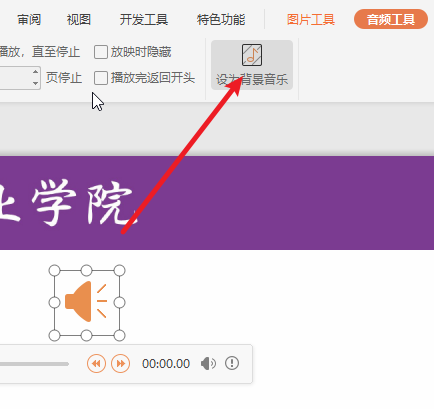 审阅 视图 开发工具 特色功能 图片工具 音频工具
播放，直至停止 放映时隐藏
页停止 播放完返回开头
设为背景音乐
业学院
00:00.00